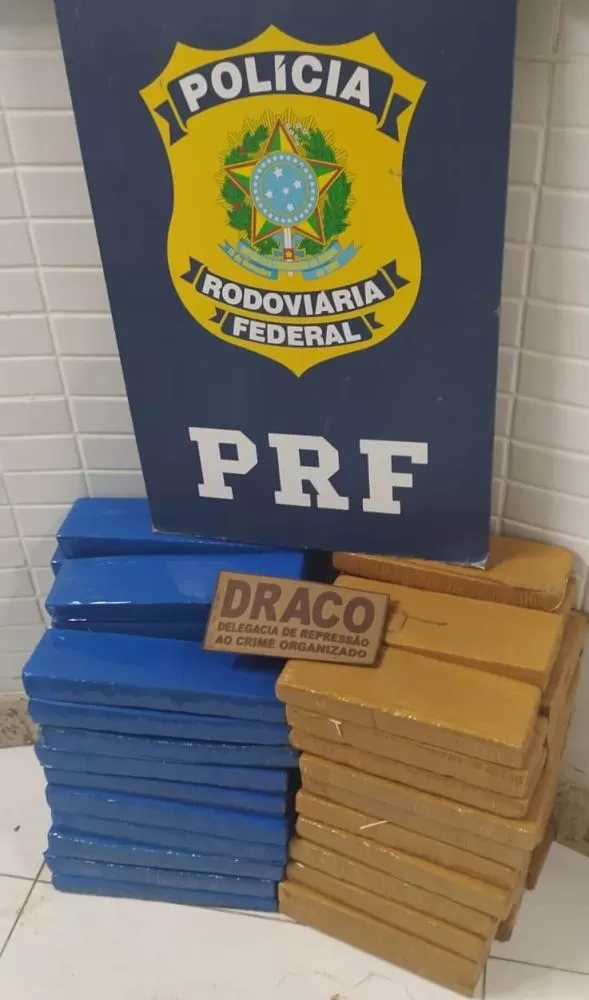 POLÍCIA
RODOVIÁRIA
FEDERAL
PRF
DRACO
DELEGACIA DE REPRESSÃO
AO CRIME ORGANIZADO